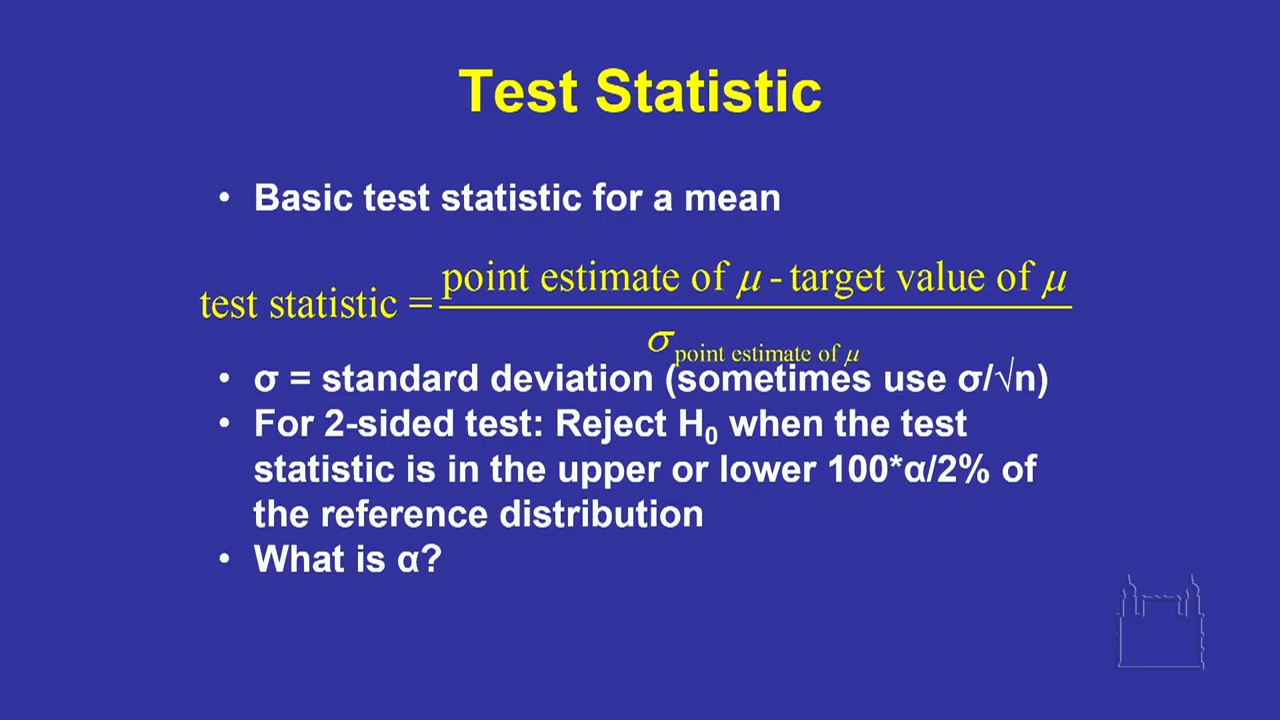 Test Statistic
• Basic test statistic for a mean
test statistic = point estimate of μ - target value of μ
σ point estimate of μ
• σ = standard deviation (sometimes use σ/√n)
• For 2-sided test: Reject H₀ when the test
statistic is in the upper or lower 100*α/2% of
the reference distribution
• What is α?